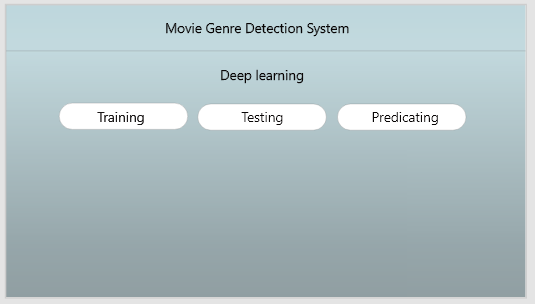 Movie Genre Detection System
Deep learning
Training Testing Predicating